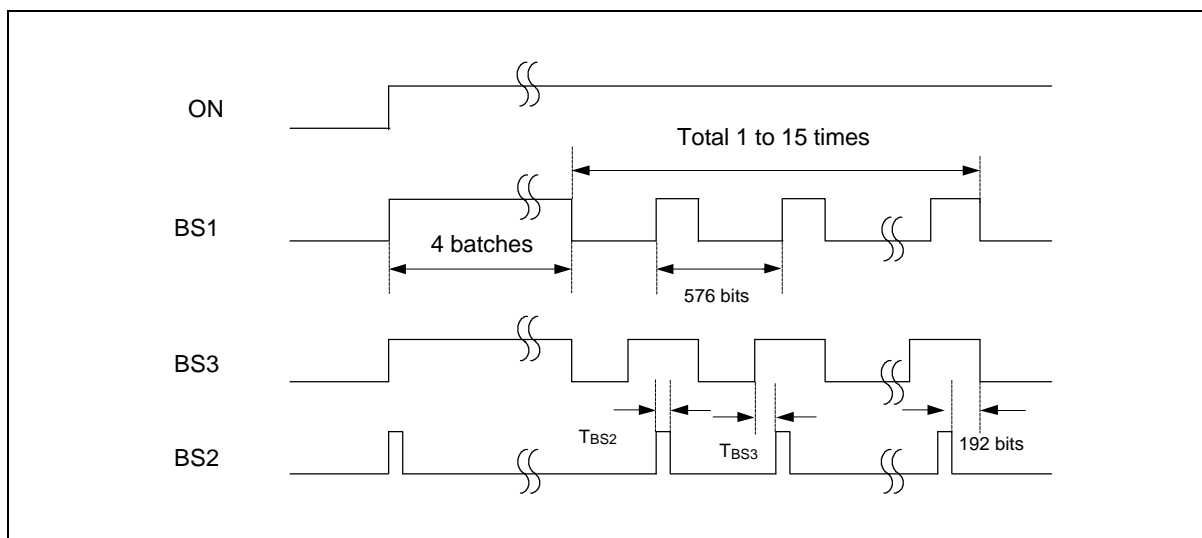 ON
Total 1 to 15 times
BS1
4 batches
576 bits
BS3
TBS2
TBS3
192 bits
BS2